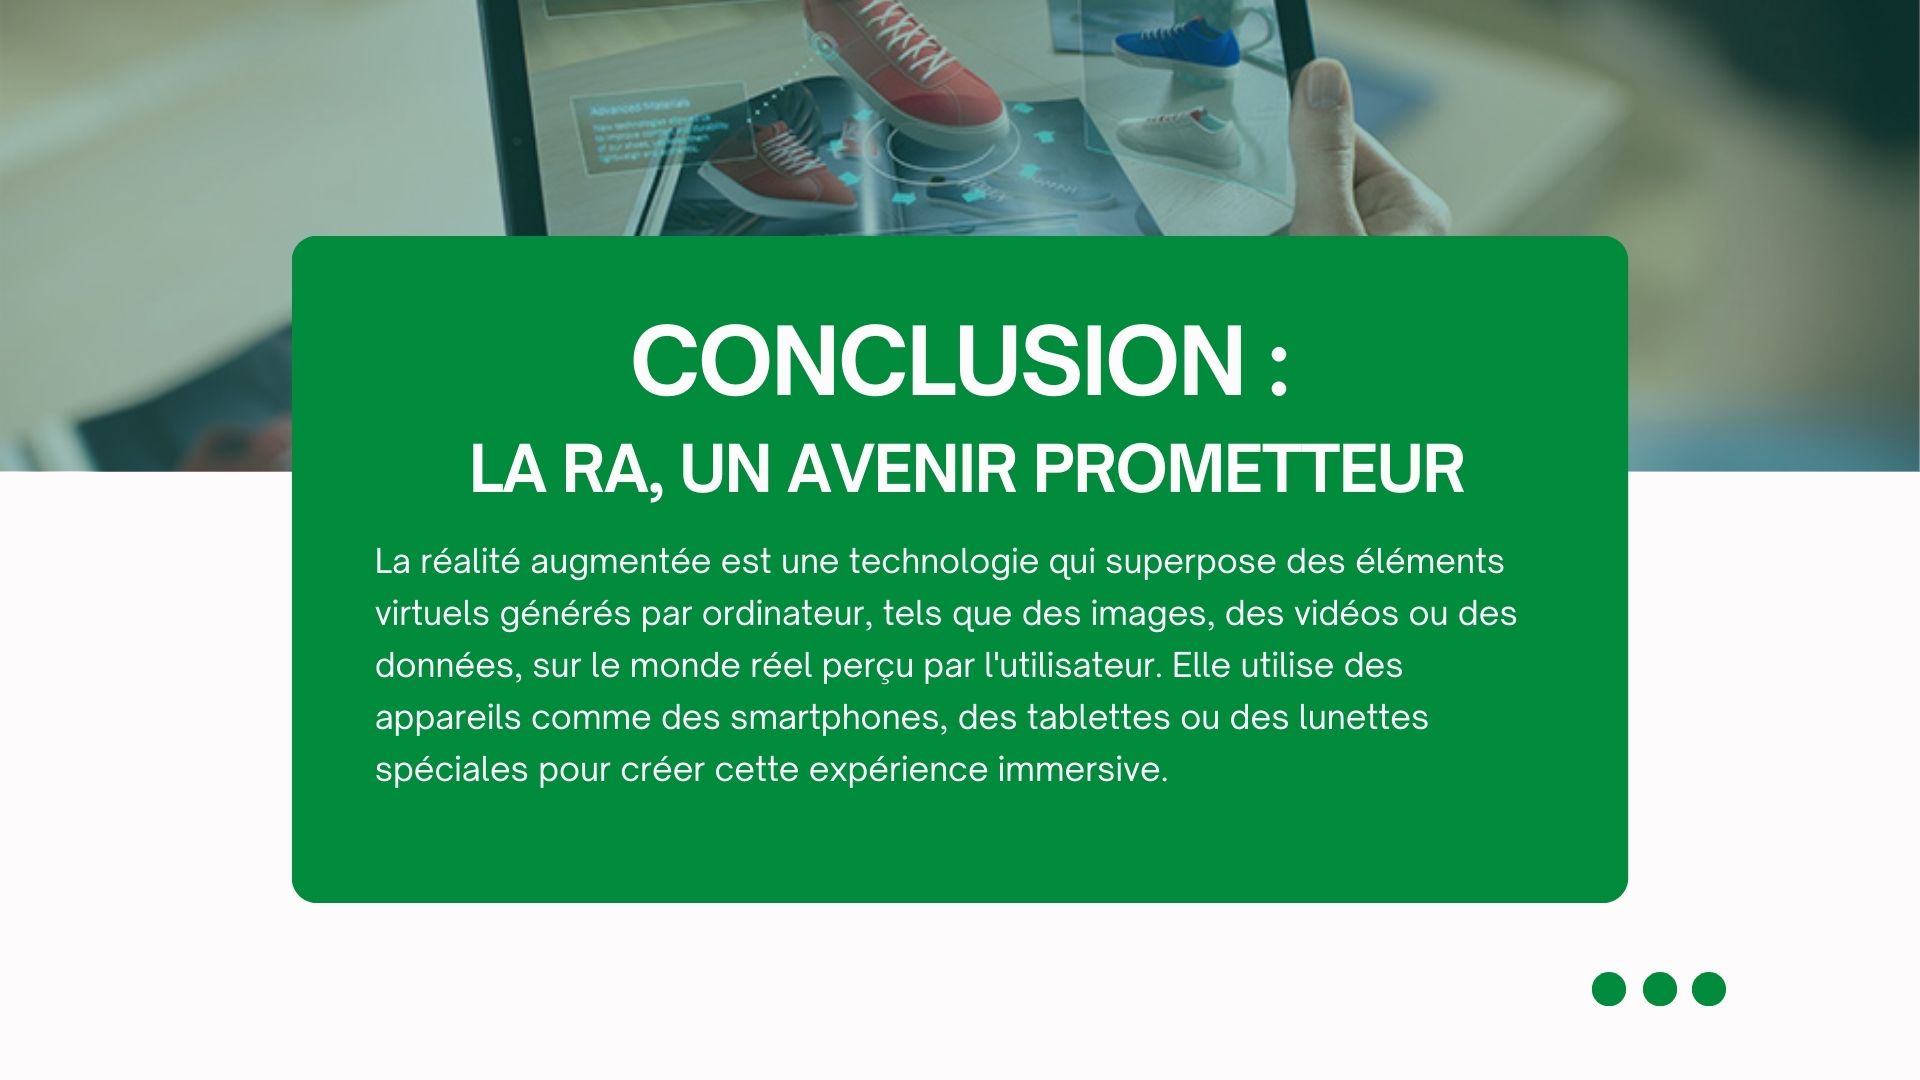 Advanced Materials
CONCLUSION :
LA RA, UN AVENIR PROMETTEUR
La réalité augmentée est une technologie qui superpose des éléments
virtuels générés par ordinateur, tels que des images, des vidéos ou des
données, sur le monde réel perçu par l'utilisateur. Elle utilise des
appareils comme des smartphones, des tablettes ou des lunettes
spéciales pour créer cette expérience immersive.